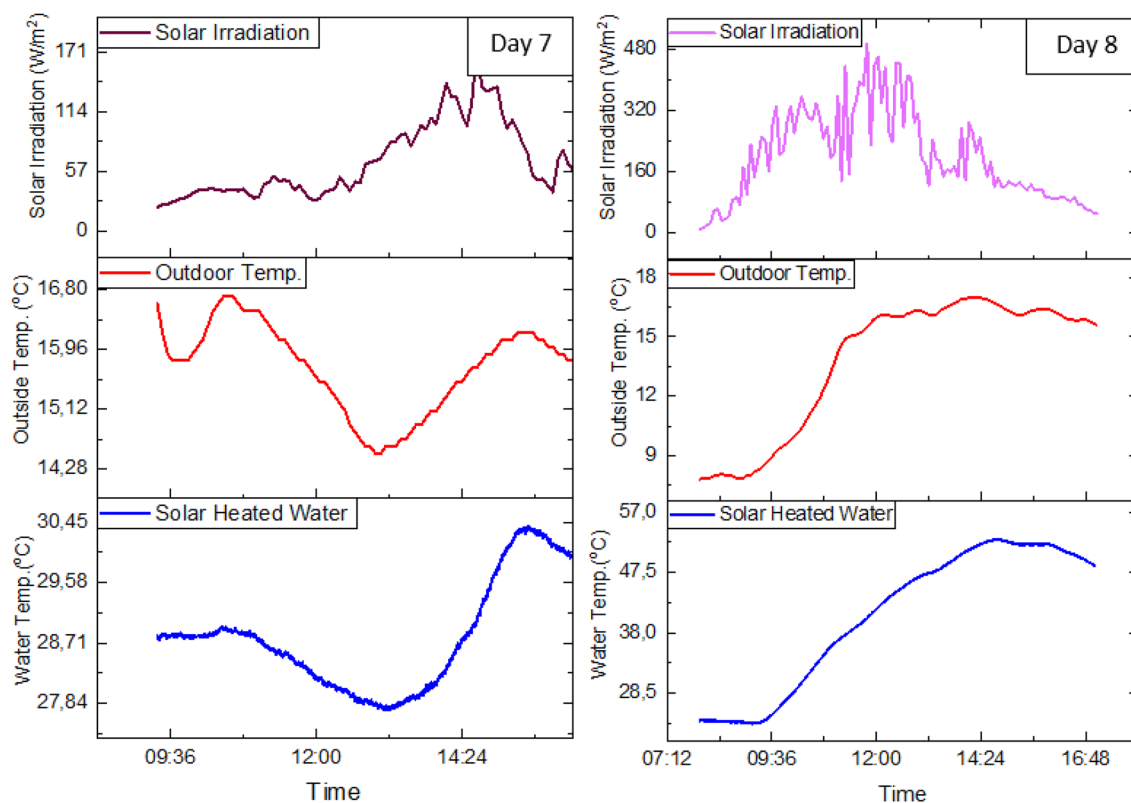 Solar Irradiation
Day 7
Solar Irradiation (W/m²)
171
114
57
0
Outdoor Temp.
Outside Temp. (°C)
16,80
15,96
15,12
14,28
Solar Heated Water
Water Temp.(°C)
30,45
29,58
28,71
27,84
09:36
12:00
14:24
Time
Solar Irradiation
Day 8
Solar Irradiation (W/m²)
480
320
160
0
Outdoor Temp.
Outside Temp. (°C)
18
15
12
9
Solar Heated Water
Water Temp.(°C)
57,0
47,5
38,0
28,5
07:12
09:36
12:00
14:24
16:48
Time